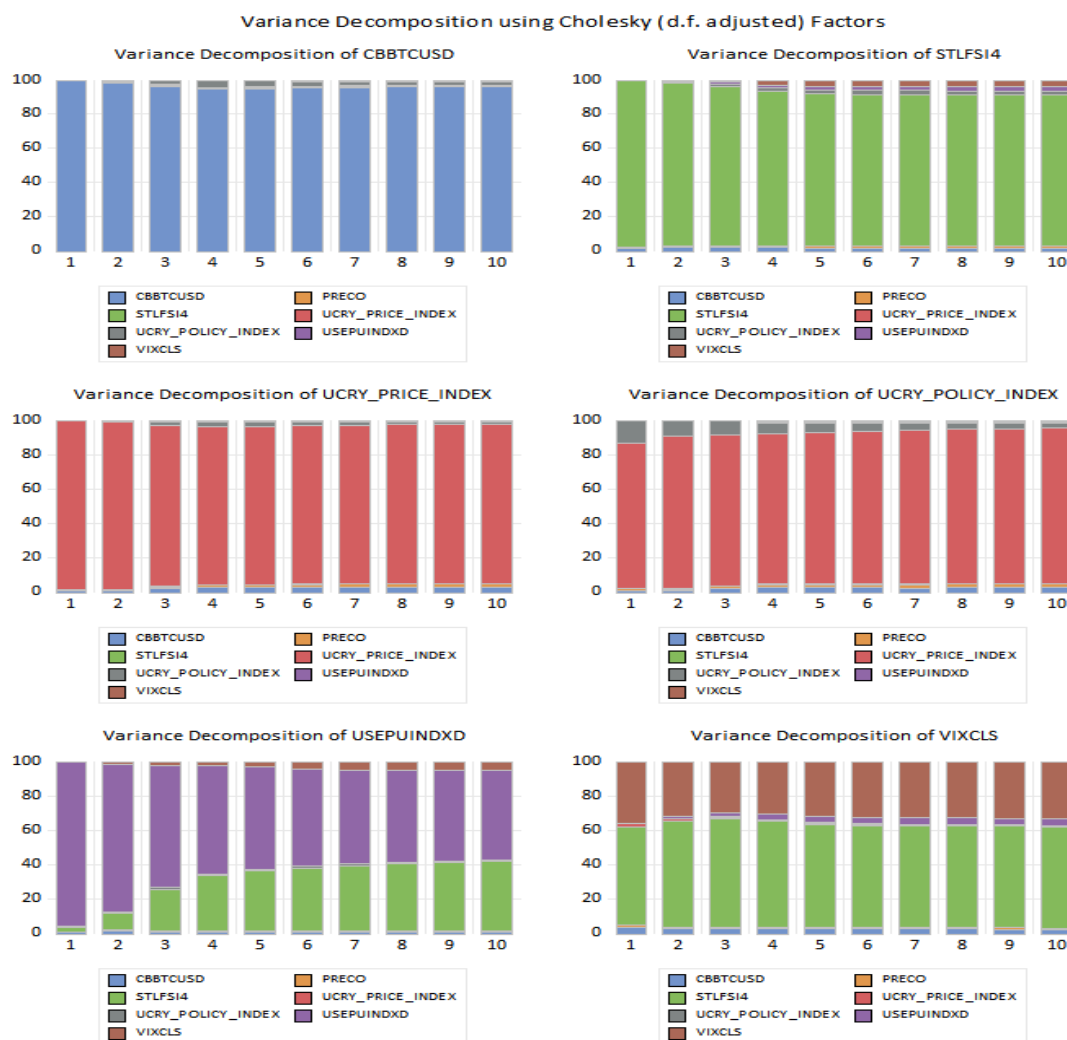 Variance Decomposition using Cholesky (d.f. adjusted) Factors
Variance Decomposition of CBBTCUSD
100
80
60
40
20
0
1 2 3 4 5 6 7 8 9 10
CBBTCUSD PRECO
STLFSI4 UCRY_PRICE_INDEX
UCRY_POLICY_INDEX USEPUINDXD
VIXCLS
Variance Decomposition of STLFSI4
100
80
60
40
20
0
1 2 3 4 5 6 7 8 9 10
CBBTCUSD PRECO
STLFSI4 UCRY_PRICE_INDEX
UCRY_POLICY_INDEX USEPUINDXD
VIXCLS
Variance Decomposition of UCRY_PRICE_INDEX
100
80
60
40
20
0
1 2 3 4 5 6 7 8 9 10
CBBTCUSD PRECO
STLFSI4 UCRY_PRICE_INDEX
UCRY_POLICY_INDEX USEPUINDXD
VIXCLS
Variance Decomposition of UCRY_POLICY_INDEX
100
80
60
40
20
0
1 2 3 4 5 6 7 8 9 10
CBBTCUSD PRECO
STLFSI4 UCRY_PRICE_INDEX
UCRY_POLICY_INDEX USEPUINDXD
VIXCLS
Variance Decomposition of USEPUINDXD
100
80
60
40
20
0
1 2 3 4 5 6 7 8 9 10
CBBTCUSD PRECO
STLFSI4 UCRY_PRICE_INDEX
UCRY_POLICY_INDEX USEPUINDXD
VIXCLS
Variance Decomposition of VIXCLS
100
80
60
40
20
0
1 2 3 4 5 6 7 8 9 10
CBBTCUSD PRECO
STLFSI4 UCRY_PRICE_INDEX
UCRY_POLICY_INDEX USEPUINDXD
VIXCLS